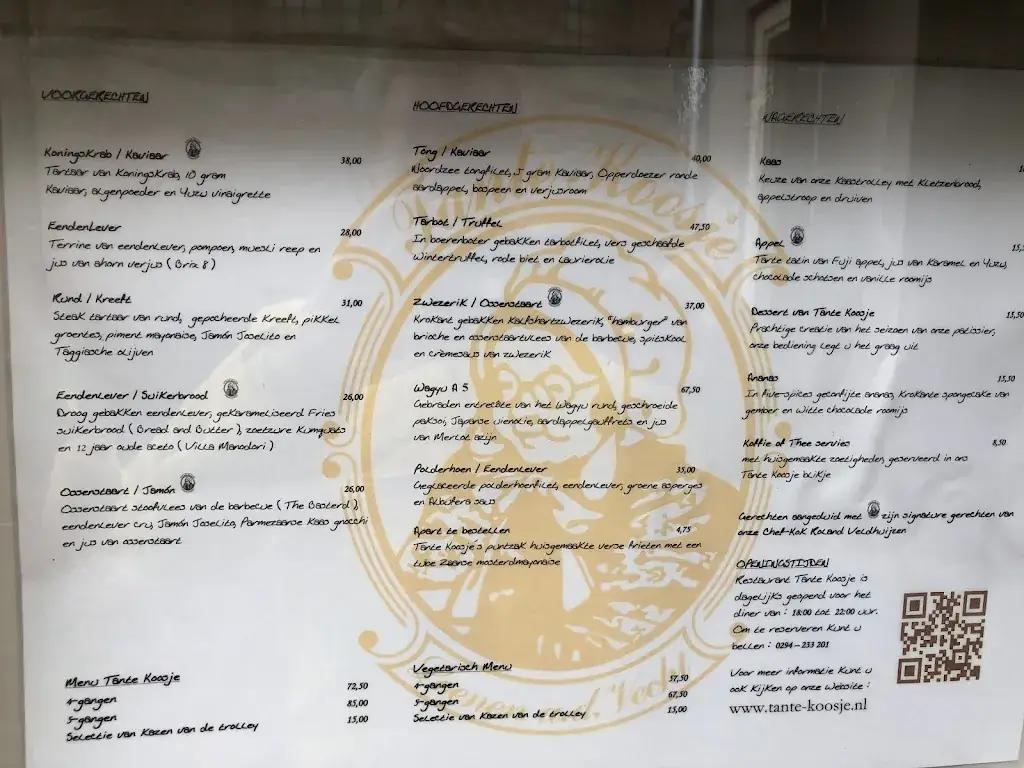 VOORGERECHTEN
Koningskrab / Kaviaar
38,00
Tartaar van Koningskrab, 10 gram
Kaviaar, algenpoeder en Yuzu vinaigrette
Eendenlever
28,00
Terrine van eendenlever, pompoen, muesli reep en
jus van ahorn verjus ( Brix 8 )
Rund / Kreeft
31,00
Steak tartaar van rund, gepocheerde Kreeft, pikkel
groentes, piment mayonaise, Jamón Joselito en
Taggiasche olijven
Eendenlever / Suikerbrood
26,00
Droog gebakken eendenlever, gekarameliseerd Fries
suikerbrood ( Bread and Butter ), zoetzure Kumquats
en 12 jaar oude aceto ( Villa Manodori )
Ossenstaart / Jamón
26,00
Ossenstaart stoofvlees van de barbecue ( The Basterd ),
eendenlever cru, Jamón Joselito, Parmezaanse Kaas gnocchi
en jus van ossenstaart
Menu Tante Koosje
4-gangen
72,50
5-gangen
85,00
Selectie van Kazen van de trolley
15,00
HOOFDGERECHTEN
Tong / Kaviaar
40,00
Noordzee tongfilet, 5 gram Kaviaar, Opperdoezer ronde
aardappel, bospeen en verjusroom
Tarbot / Truffel
47,50
In boerenboter gebakken tarbotfilet, vers geschaafde
wintertruffel, rode biet en laurierolie
Zwezerik / Ossenstaart
37,00
Krokant gebakken Kalfshartzwezerik, "hamburger" van
brioche en ossenstaartvlees van de barbecue, spitskool
en crèmesaus van zwezerik
Wagyu A 5
67,50
Gebraden entrecôte van het Wagyu rund, geschroeide
paksoi, Japanse uienolie, aardappelgauffrets en jus
van Merlot azijn
Polderhoen / Eendenlever
35,00
Geglaceerde polderhoenfilet, eendenlever, groene asperges
en Albufera saus
Apart te bestellen
4,75
Tante Koosje's puntzak huisgemaakte verse frieten met een
toef Zaanse mosterdmayonaise
Vegetarisch Menu
4-gangen
57,50
5-gangen
67,50
Selectie van Kazen van de trolley
15,00
NAGERECHTEN
Kaas
Keuze van onze Kaastrolley met Kletzenbrood,
appelstroop en druiven
Appel
15,5
Tarte tatin van Fuji appel, jus van Karamel en Yuzu,
chocolade schotsen en vanille roomijs
Dessert van Tante Koosje
15,50
Prachtige creatie van het seizoen van onze patissier,
onze bediening legt u het graag uit
Ananas
15,50
In five-spices gekonfijte ananas, Krokante spongecake van
gember en witte chocolade roomijs
Koffie of Thee servies
8,50
met huisgemaakte zoetigheden, geserveerd in ons
Tante Koosje blikje
Gerechten aangeduid met zijn signature gerechten van
onze Chef-Kok Roland Veldhuijzen
OPENINGSTIJDEN
Restaurant Tante Koosje is
dagelijks geopend voor het
diner van : 18:00 tot 22:00 uur.
Om te reserveren Kunt u
bellen : 0294-233 201
Voor meer informatie Kunt u
ook Kijken op onze website :
www.tante-koosje.nl
Tante Koosje
Loenen a/d Vecht